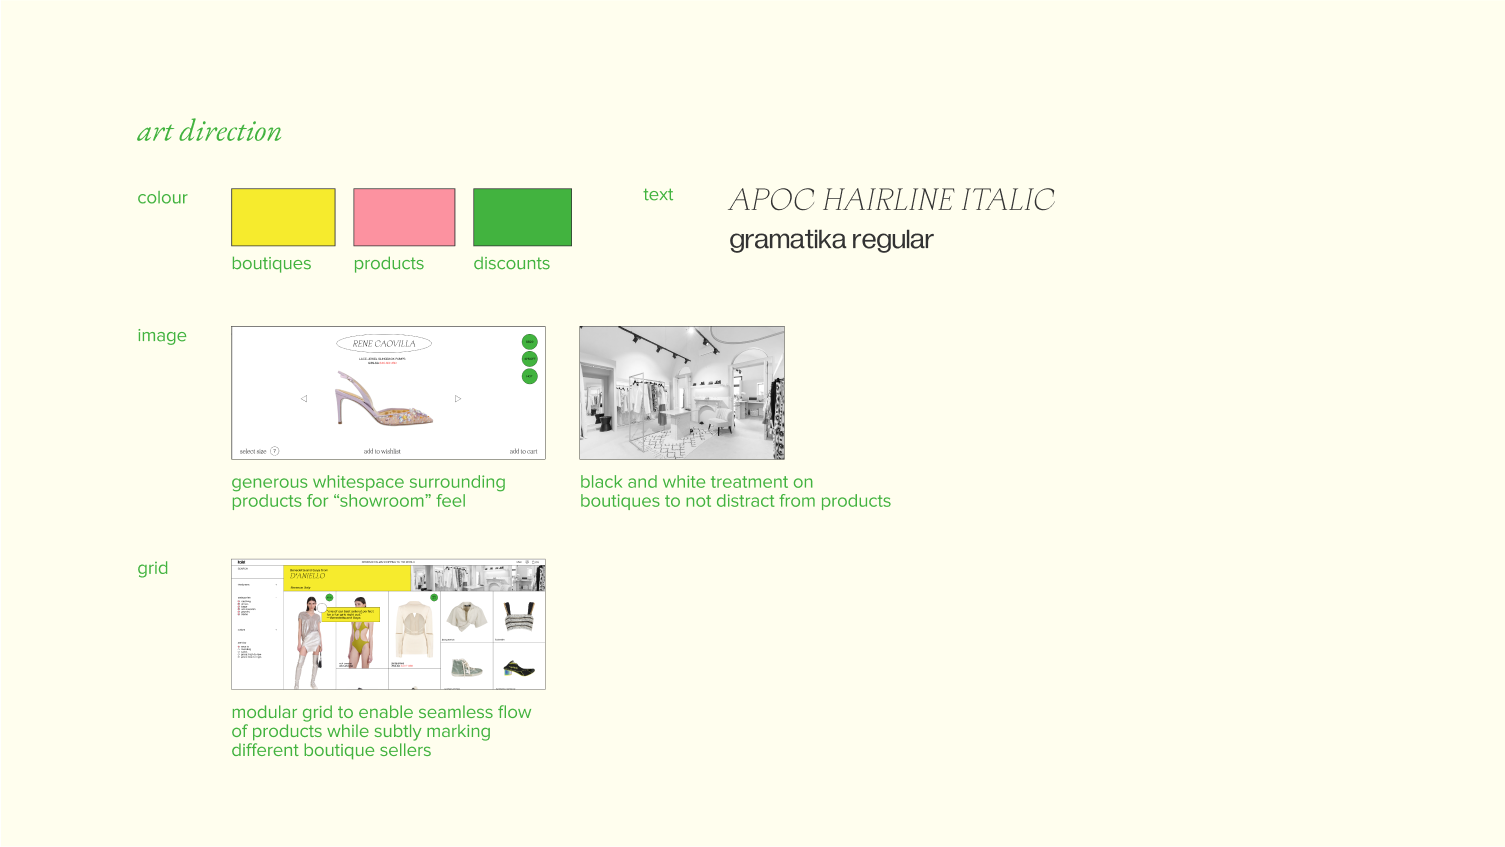 art direction
colour
boutiques
products
discounts
text
APOC HAIRLINE ITALIC
gramatika regular
image
RENE CAOVILLA
select size 7
add to wishlist
add to cart
generous whitespace surrounding
products for “showroom” feel
black and white treatment on
boutiques to not distract from products
grid
D'ANIELLO
modular grid to enable seamless flow
of products while subtly marking
different boutique sellers